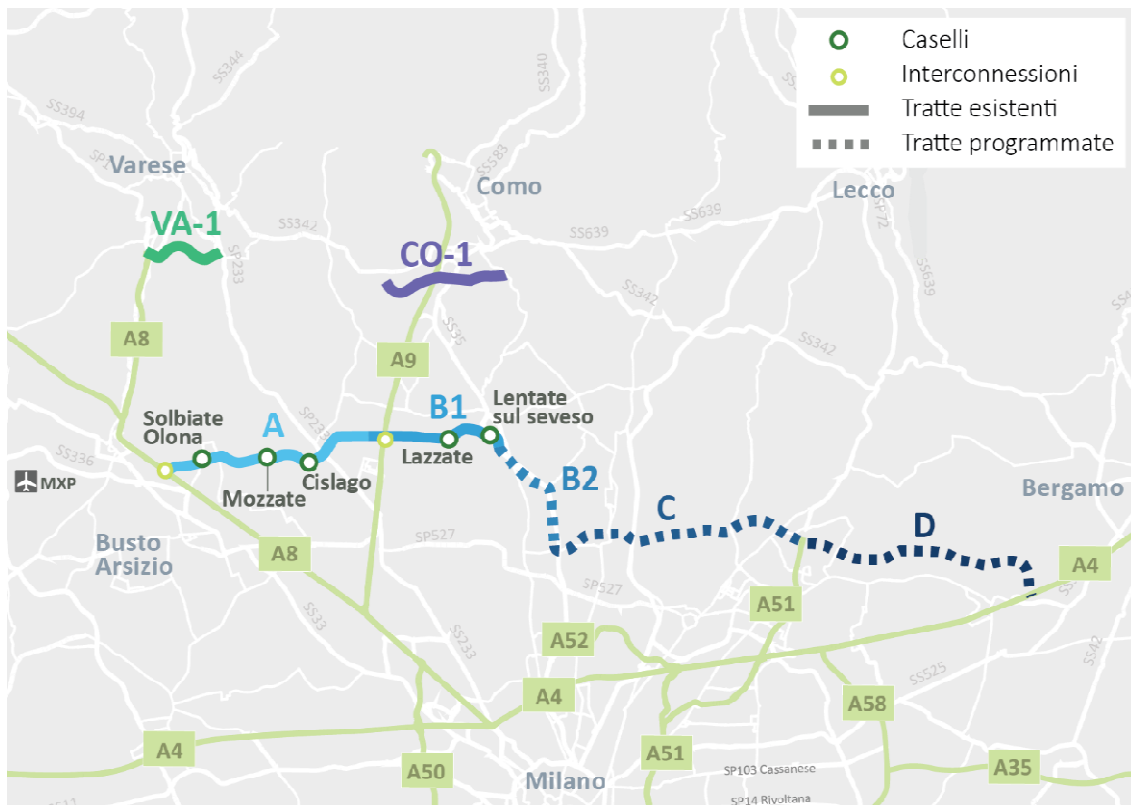 Caselli
Interconnessioni
Tratte esistenti
Tratte programmate
SS344
SS340
SS394
SP1
Varese
SS583
Como
Lecco
SP72
VA-1
SS342
SP233
SS639
SS639
CO-1
SS639
SS342
A8
SS35
A9
SS342
Lentate
sul seveso
Solbiate
Olona
A
SP233
B1
SS336
MXP
Mozzate
Cislago
Lazzate
B2
Bergamo
C
D
Busto
Arsizio
A8
SP527
A4
SP527
A51
SS33
SS233
A52
SS42
SS525
A4
A58
A4
A50
A51
Milano
SP103 Cassanese
A35
SP14 Rivoltana